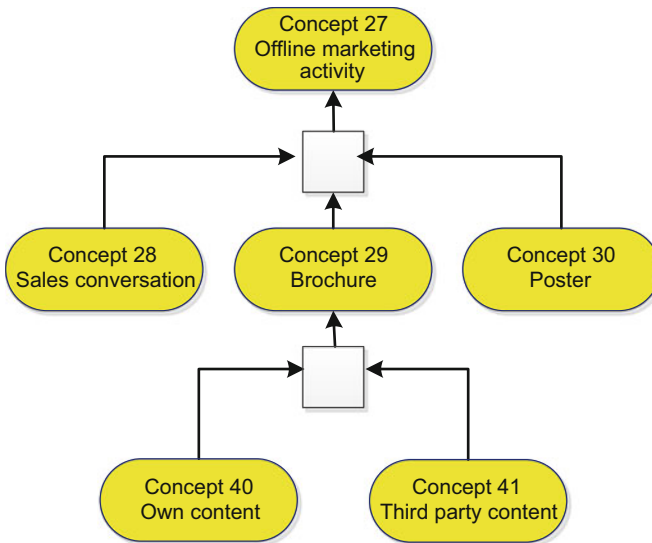 Concept 27
Offline marketing
activity
Concept 28
Sales conversation
Concept 29
Brochure
Concept 30
Poster
Concept 40
Own content
Concept 41
Third party content